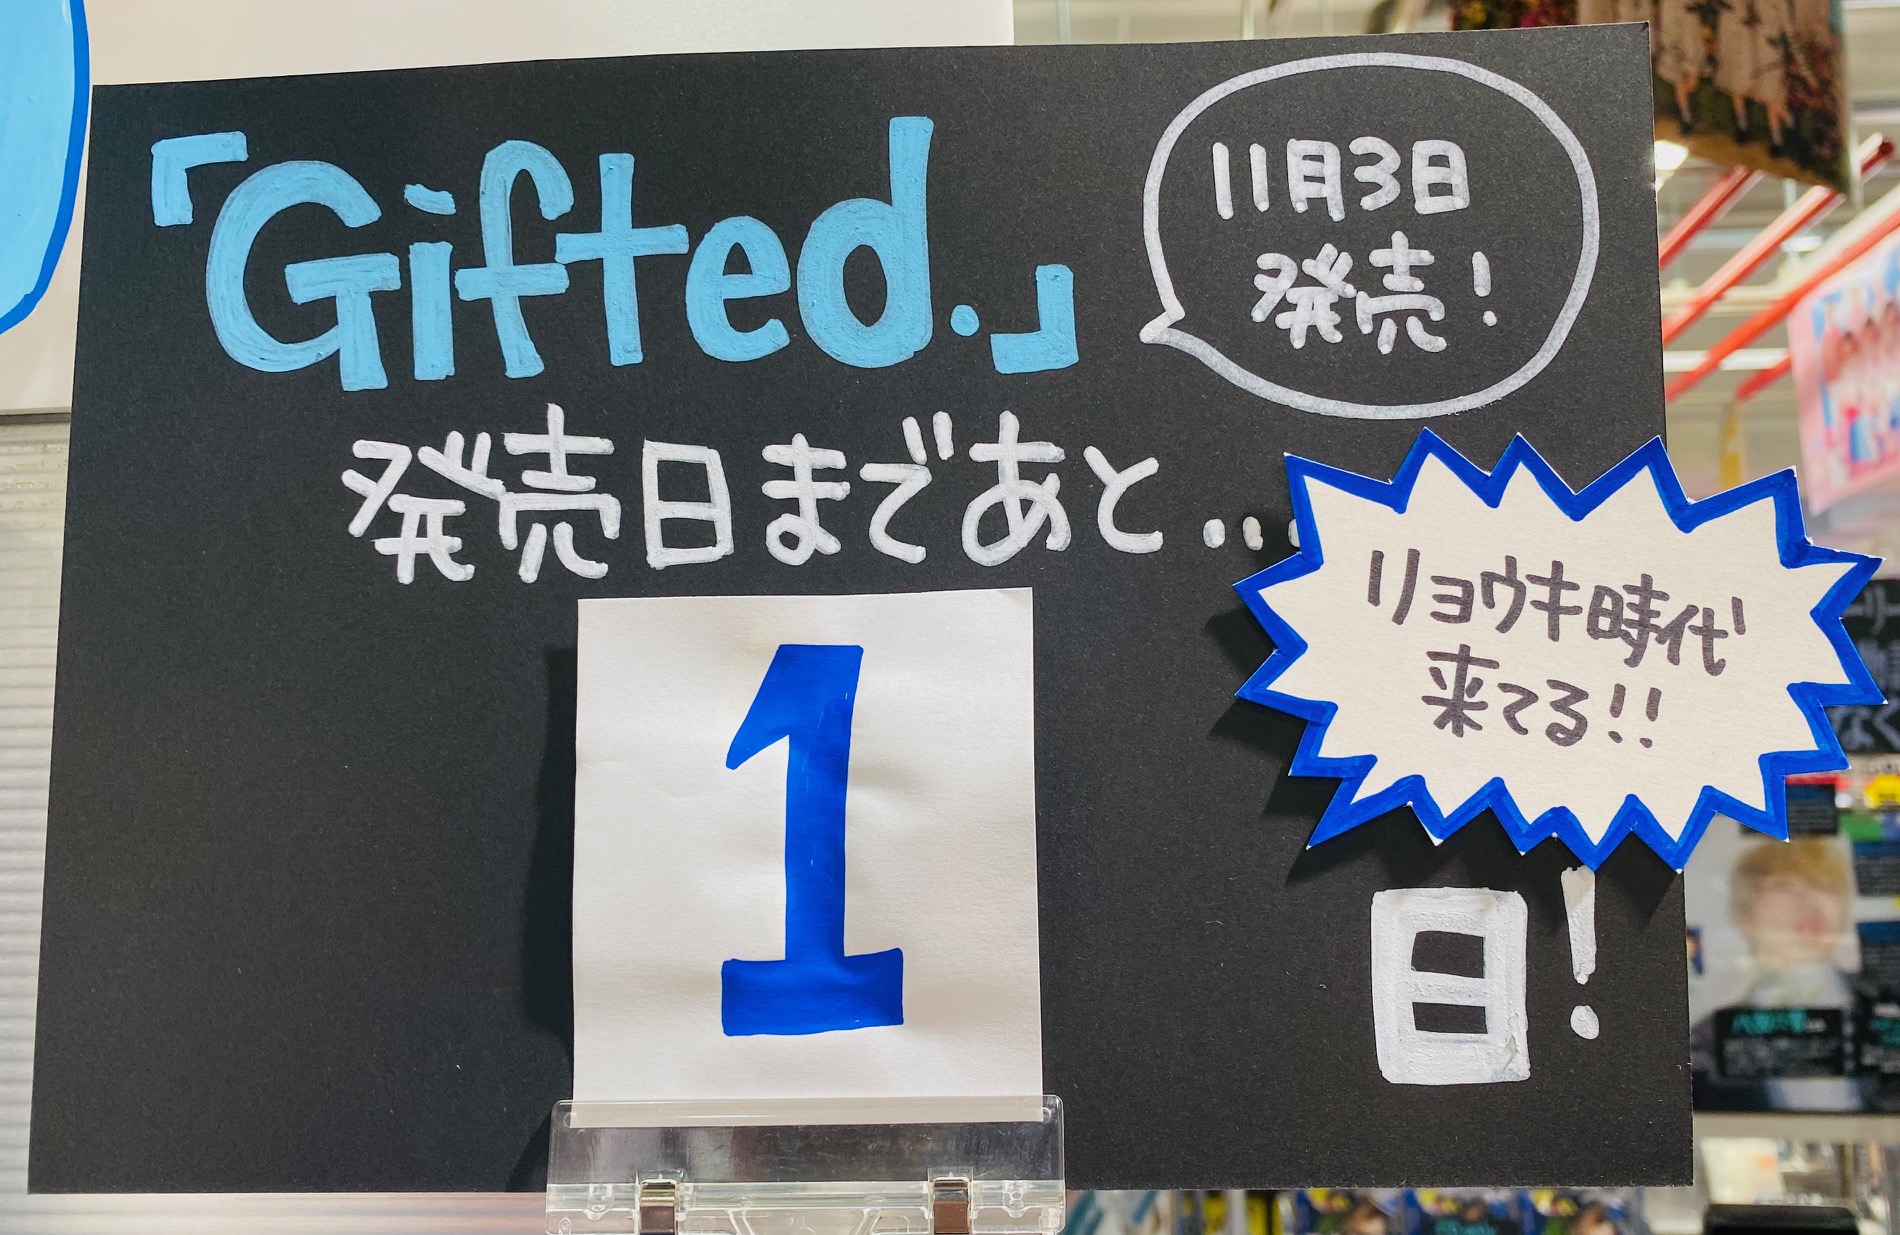 「Gifted.」
11月3日
発売!
発売日まであと...
リョウキ時代
来てる!!
1
日!